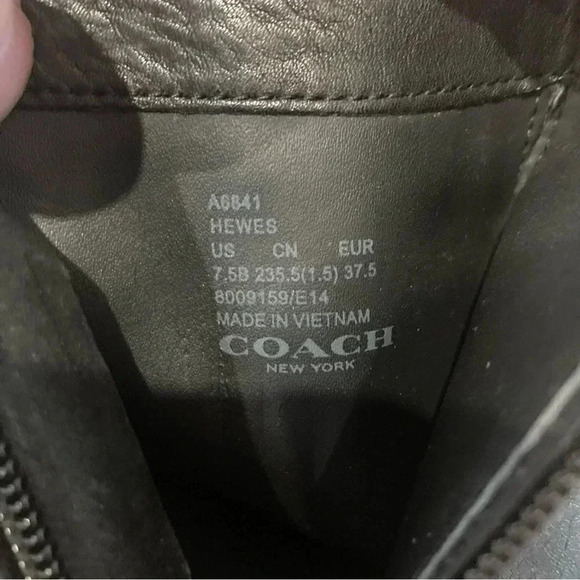 A6841
HEWES
US CN EUR
7.5B 235.5(1.5) 37.5
8009159/E14
MADE IN VIETNAM
COACH
NEW YORK